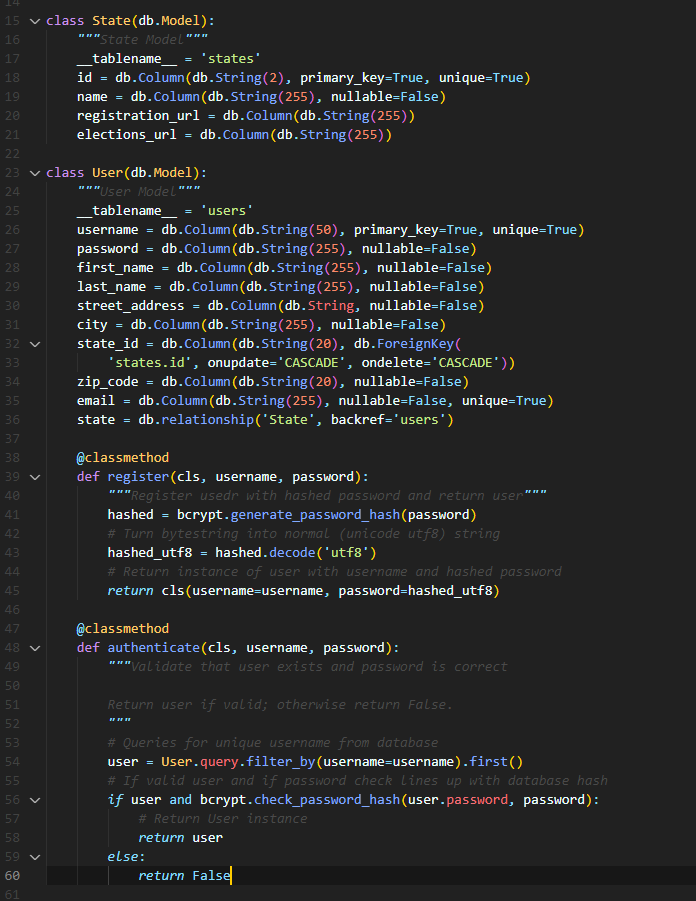 14
15 class State(db.Model):
16 """State Model"""
17 __tablename__ = 'states'
18 id = db.Column(db.String(2), primary_key=True, unique=True)
19 name = db.Column(db.String(255), nullable=False)
20 registration_url = db.Column(db.String(255))
21 elections_url = db.Column(db.String(255))
22
23 class User(db.Model):
24 """User Model"""
25 __tablename__ = 'users'
26 username = db.Column(db.String(50), primary_key=True, unique=True)
27 password = db.Column(db.String(255), nullable=False)
28 first_name = db.Column(db.String(255), nullable=False)
29 last_name = db.Column(db.String(255), nullable=False)
30 street_address = db.Column(db.String, nullable=False)
31 city = db.Column(db.String(255), nullable=False)
32 state_id = db.Column(db.String(20), db.ForeignKey(
33 'states.id', onupdate='CASCADE', ondelete='CASCADE'))
34 zip_code = db.Column(db.String(20), nullable=False)
35 email = db.Column(db.String(255), nullable=False, unique=True)
36 state = db.relationship('State', backref='users')
37
38 @classmethod
39 def register(cls, username, password):
40 """Register usedr with hashed password and return user"""
41 hashed = bcrypt.generate_password_hash(password)
42 # Turn bytestring into normal (unicode utf8) string
43 hashed_utf8 = hashed.decode('utf8')
44 # Return instance of user with username and hashed password
45 return cls(username=username, password=hashed_utf8)
46
47 @classmethod
48 def authenticate(cls, username, password):
49 """Validate that user exists and password is correct
50
51 Return user if valid; otherwise return False.
52 """
53 # Queries for unique username from database
54 user = User.query.filter_by(username=username).first()
55 # If valid user and if password check lines up with database hash
56 if user and bcrypt.check_password_hash(user.password, password):
57 # Return User instance
58 return user
59 else:
60 return False
61